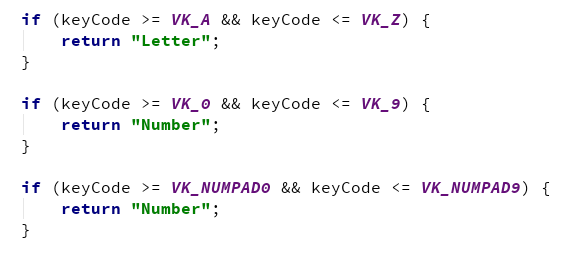 if (keyCode >= VK_A && keyCode <= VK_Z) {
    return "Letter";
}

if (keyCode >= VK_0 && keyCode <= VK_9) {
    return "Number";
}

if (keyCode >= VK_NUMPAD0 && keyCode <= VK_NUMPAD9) {
    return "Number";
}